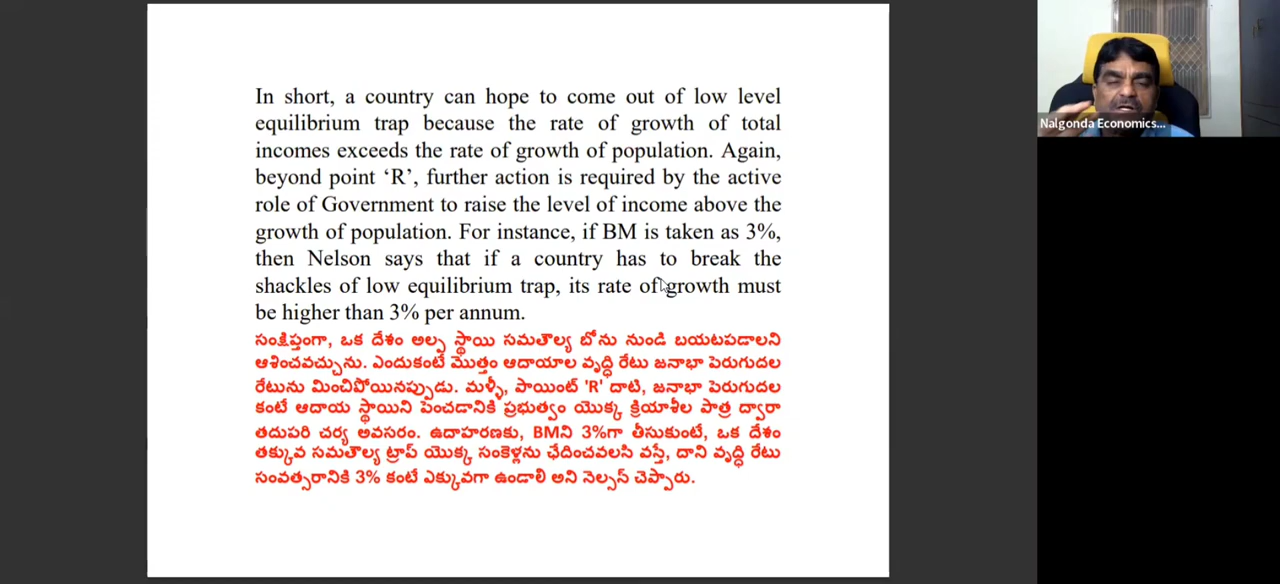 In short, a country can hope to come out of low level
equilibrium trap because the rate of growth of total
incomes exceeds the rate of growth of population. Again,
beyond point ‘R’, further action is required by the active
role of Government to raise the level of income above the
growth of population. For instance, if BM is taken as 3%,
then Nelson says that if a country has to break the
shackles of low equilibrium trap, its rate of growth must
be higher than 3% per annum.
సంక్షిప్తంగా, ఒక దేశం అల్ప స్థాయి సమతౌల్య బోను నుండి బయటపడాలని
ఆశించవచ్చును. ఎందుకంటే మొత్తం ఆదాయాల వృద్ధి రేటు జనాభా పెరుగుదల
రేటును మించిపోయినప్పుడు. మళ్ళీ, పాయింట్ 'R' దాటి, జనాభా పెరుగుదల
కంటే ఆదాయ స్థాయిని పెంచడానికి ప్రభుత్వం యొక్క క్రియాశీల పాత్ర ద్వారా
తదుపరి చర్య అవసరం. ఉదాహరణకు, BMని 3%గా తీసుకుంటే, ఒక దేశం
తక్కువ సమతౌల్య ట్రాప్ యొక్క సంకెళ్లను ఛేదించవలసి వస్తే, దాని వృద్ధి రేటు
సంవత్సరానికి 3% కంటే ఎక్కువగా ఉండాలి అని నెల్సన్ చెప్పారు.
Nalgonda Economics...